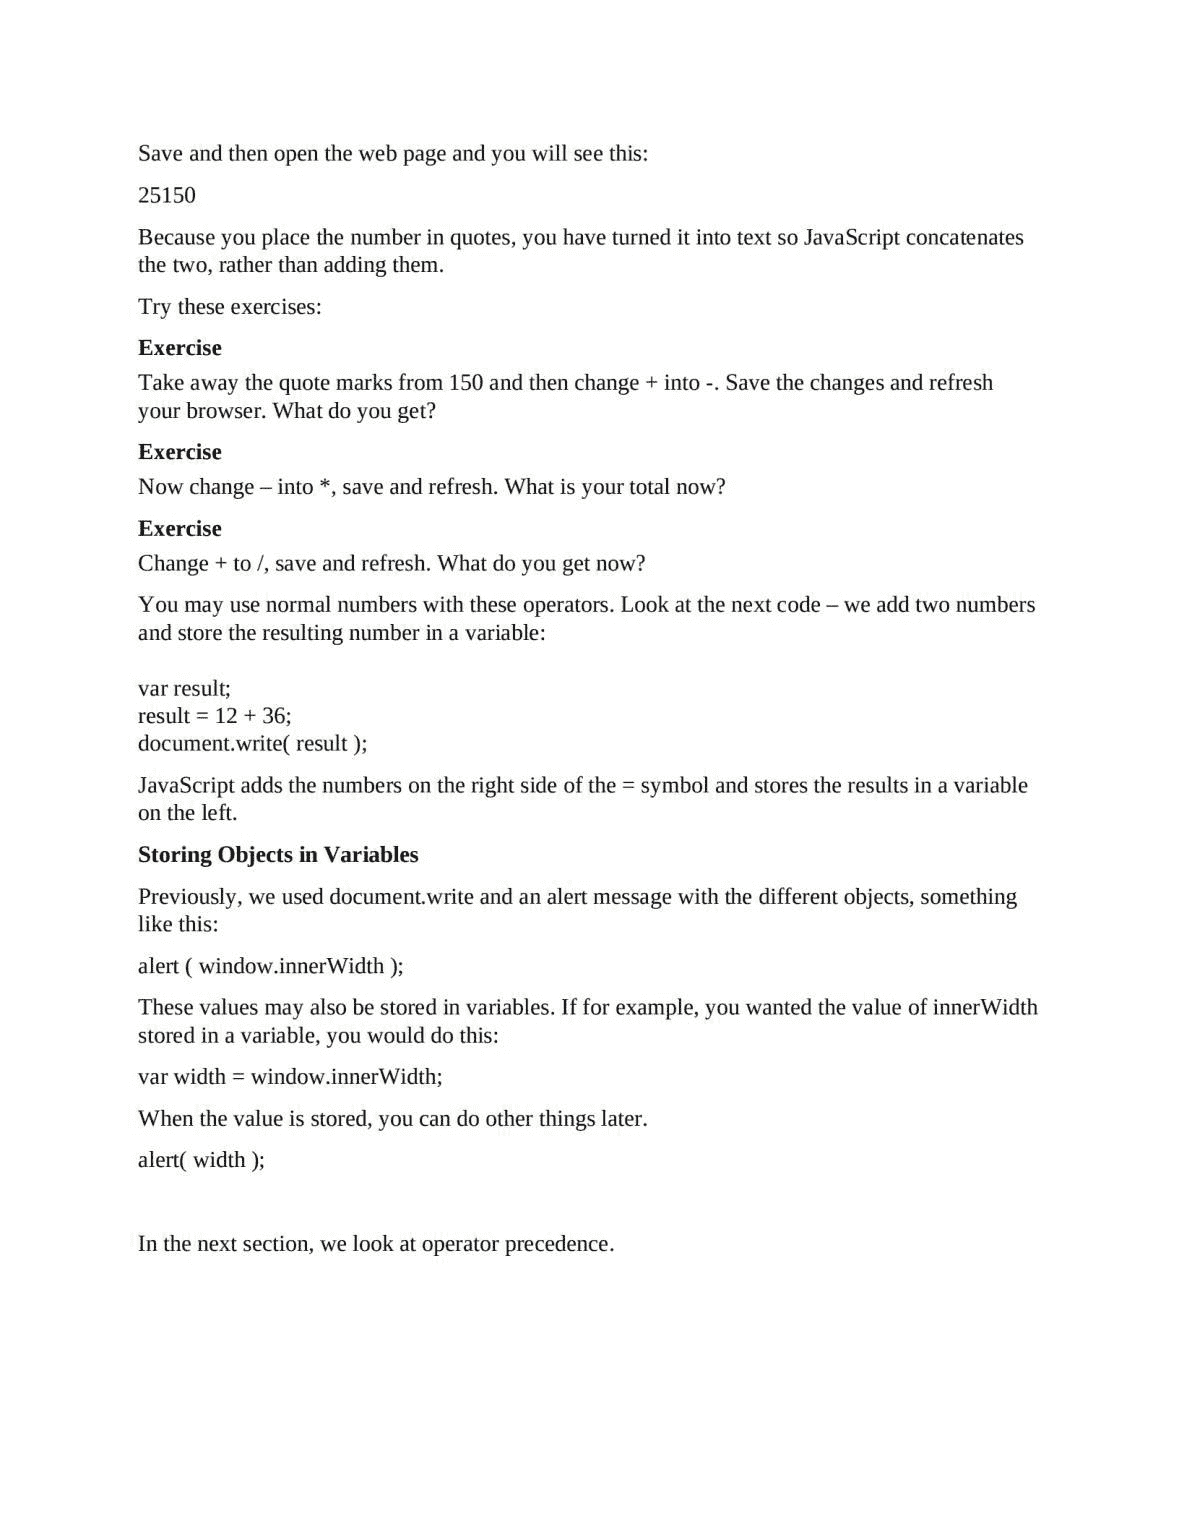 Save and then open the web page and you will see this:
25150
Because you place the number in quotes, you have turned it into text so JavaScript concatenates
the two, rather than adding them.
Try these exercises:
Exercise
Take away the quote marks from 150 and then change + into -. Save the changes and refresh
your browser. What do you get?
Exercise
Now change – into *, save and refresh. What is your total now?
Exercise
Change + to /, save and refresh. What do you get now?
You may use normal numbers with these operators. Look at the next code – we add two numbers
and store the resulting number in a variable:
var result;
result = 12 + 36;
document.write( result );
JavaScript adds the numbers on the right side of the = symbol and stores the results in a variable
on the left.
Storing Objects in Variables
Previously, we used document.write and an alert message with the different objects, something
like this:
alert ( window.innerWidth );
These values may also be stored in variables. If for example, you wanted the value of innerWidth
stored in a variable, you would do this:
var width = window.innerWidth;
When the value is stored, you can do other things later.
alert( width );
In the next section, we look at operator precedence.